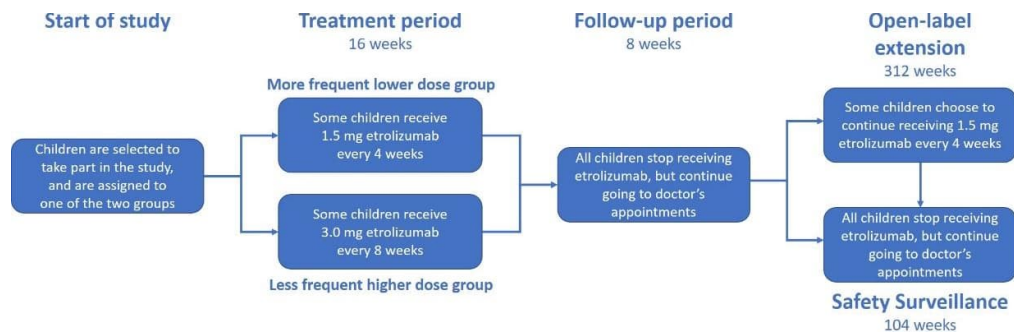 Start of study
Treatment period
16 weeks
Follow-up period
8 weeks
Open-label
extension
312 weeks
More frequent lower dose group
Some children receive
1.5 mg etrolizumab
every 4 weeks
Children are selected to
take part in the study,
and are assigned to
one of the two groups
Some children receive
3.0 mg etrolizumab
every 8 weeks
Less frequent higher dose group
All children stop receiving
etrolizumab, but continue
going to doctor's
appointments
Some children choose to
continue receiving 1.5 mg
etrolizumab every 4 weeks
All children stop receiving
etrolizumab, but continue
going to doctor's
appointments
Safety Surveillance
104 weeks